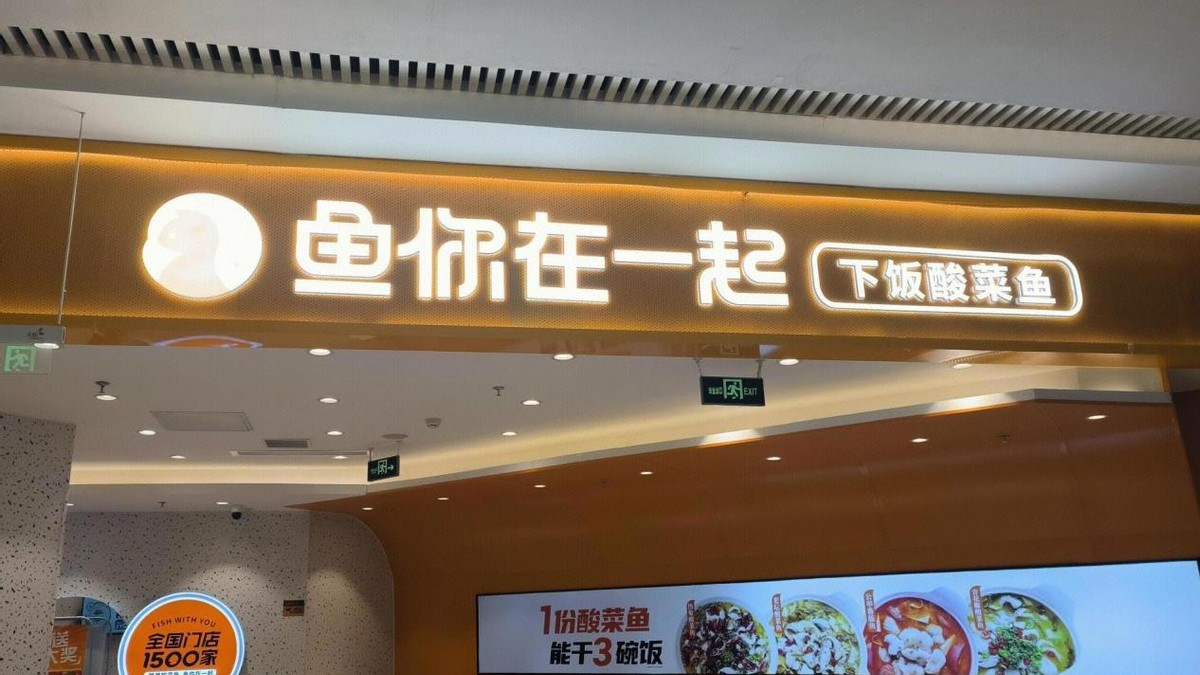 鱼你在一起
下饭酸菜鱼
EXIT
FISH WITH YOU
全国门店
1500家
1份酸菜鱼
能干3碗饭